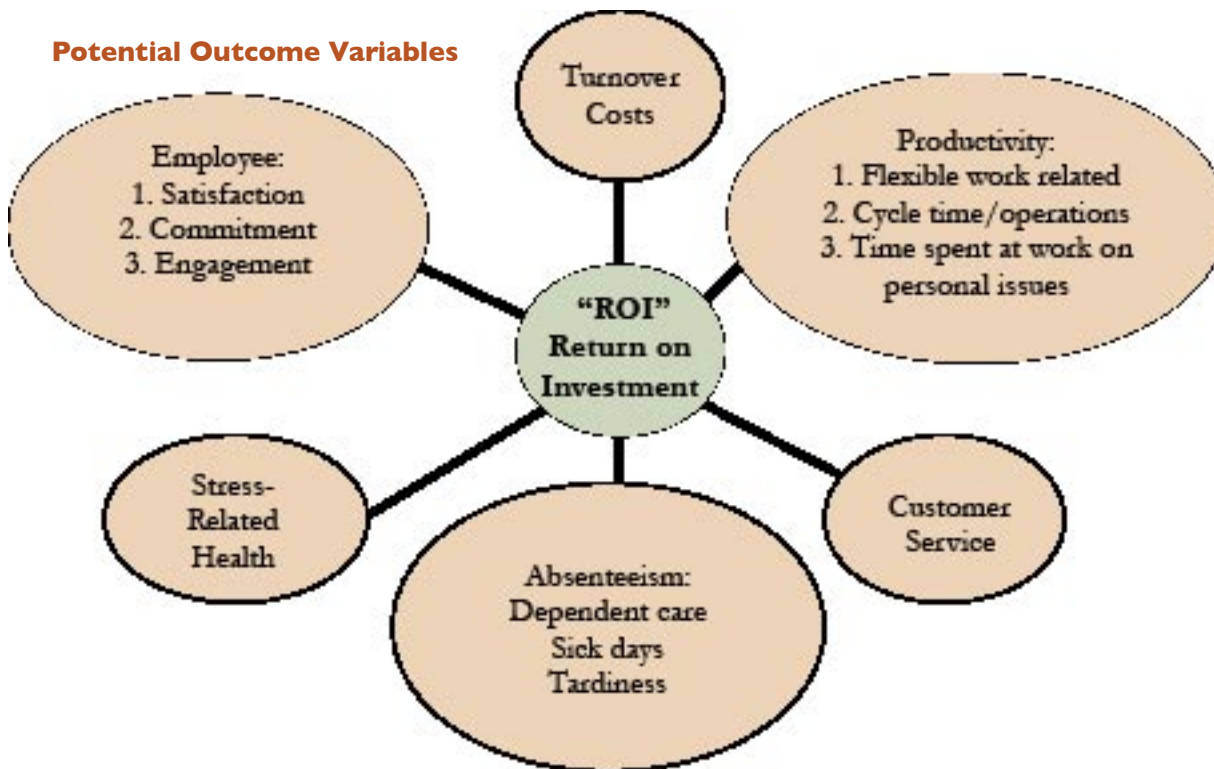 Potential Outcome Variables
Turnover
Costs
Employee:
1. Satisfaction
2. Commitment
3. Engagement
Productivity:
1. Flexible work related
2. Cycle time/operations
3. Time spent at work on
personal issues
“ROI”
Return on
Investment
Stress-
Related
Health
Absenteeism:
Dependent care
Sick days
Tardiness
Customer
Service